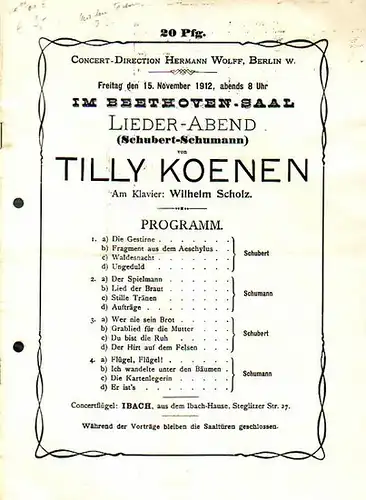 20 Pfg.
Concert-Direction Hermann Wolff, Berlin W.
Freitag den 15. November 1912, abends 8 Uhr
IM BEETHOVEN-SAAL
LIEDER-ABEND
(Schubert-Schumann)
von
TILLY KOENEN
Am Klavier: Wilhelm Scholz.
PROGRAMM.
1. a) Die Gestirne . . . . . . .
b) Fragment aus dem Aeschylus .
c) Waldesnacht . . . . . .
d) Ungeduld . . . . . . .
Schubert
2. a) Der Spielmann . . . . . .
b) Lied der Braut . . . . . .
c) Stille Tränen . . . . . .
d) Aufträge . . . . . . .
Schumann
3. a) Wer nie sein Brot . . . . .
b) Grablied für die Mutter . . .
c) Du bist die Ruh . . . . .
d) Der Hirt auf dem Felsen . . .
Schubert
4. a) Flügel, Flügel! . . . . . .
b) Ich wandelte unter den Bäumen .
c) Die Kartenlegerin . . . . .
d) Er ist's . . . . . . . .
Schumann
Concertflügel: IBACH, aus dem Ibach-Hause, Steglitzer Str. 27.
Während der Vorträge bleiben die Saaltüren geschlossen.